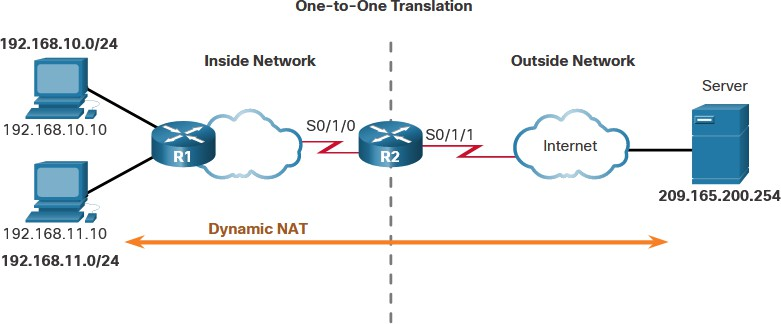 One-to-One Translation
192.168.10.0/24
Inside Network
Outside Network
Server
192.168.10.10
R1
S0/1/0
R2
S0/1/1
Internet
209.165.200.254
192.168.11.10
Dynamic NAT
192.168.11.0/24